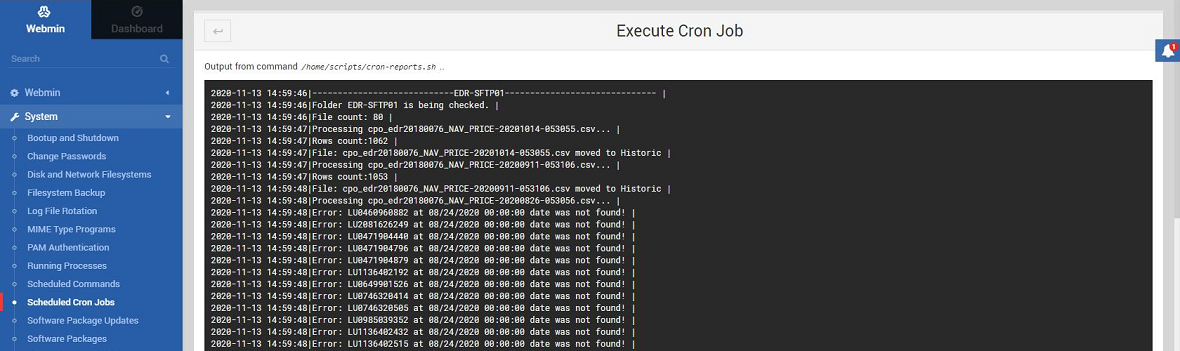 Webmin
Dashboard
Search
Webmin
System
Bootup and Shutdown
Change Passwords
Disk and Network Filesystems
Filesystem Backup
Log File Rotation
MIME Type Programs
PAM Authentication
Running Processes
Scheduled Commands
Scheduled Cron Jobs
Software Package Updates
Software Packages
Execute Cron Job
1
Output from command /home/scripts/cron-reports.sh ..
2020-11-13 14:59:46|----------------------------EDR-SFTP01------------------------------ |
2020-11-13 14:59:46|Folder EDR-SFTP01 is being checked. |
2020-11-13 14:59:46|File count: 80 |
2020-11-13 14:59:47|Processing cpo_edr20180076_NAV_PRICE-20201014-053055.csv... |
2020-11-13 14:59:47|Rows count:1062 |
2020-11-13 14:59:47|File: cpo_edr20180076_NAV_PRICE-20201014-053055.csv moved to Historic |
2020-11-13 14:59:47|Processing cpo_edr20180076_NAV_PRICE-20200911-053106.csv... |
2020-11-13 14:59:47|Rows count:1053 |
2020-11-13 14:59:48|File: cpo_edr20180076_NAV_PRICE-20200911-053106.csv moved to Historic |
2020-11-13 14:59:48|Processing cpo_edr20180076_NAV_PRICE-20200826-053056.csv... |
2020-11-13 14:59:48|Error: LU0460960882 at 08/24/2020 00:00:00 date was not found! |
2020-11-13 14:59:48|Error: LU2081626249 at 08/24/2020 00:00:00 date was not found! |
2020-11-13 14:59:48|Error: LU0471904440 at 08/24/2020 00:00:00 date was not found! |
2020-11-13 14:59:48|Error: LU0471904796 at 08/24/2020 00:00:00 date was not found! |
2020-11-13 14:59:48|Error: LU0471904879 at 08/24/2020 00:00:00 date was not found! |
2020-11-13 14:59:48|Error: LU1136402192 at 08/24/2020 00:00:00 date was not found! |
2020-11-13 14:59:48|Error: LU0649901526 at 08/24/2020 00:00:00 date was not found! |
2020-11-13 14:59:48|Error: LU0746320414 at 08/24/2020 00:00:00 date was not found! |
2020-11-13 14:59:48|Error: LU0746320505 at 08/24/2020 00:00:00 date was not found! |
2020-11-13 14:59:48|Error: LU0985039352 at 08/24/2020 00:00:00 date was not found! |
2020-11-13 14:59:48|Error: LU1136402432 at 08/24/2020 00:00:00 date was not found! |
2020-11-13 14:59:48|Error: LU1136402515 at 08/24/2020 00:00:00 date was not found! |